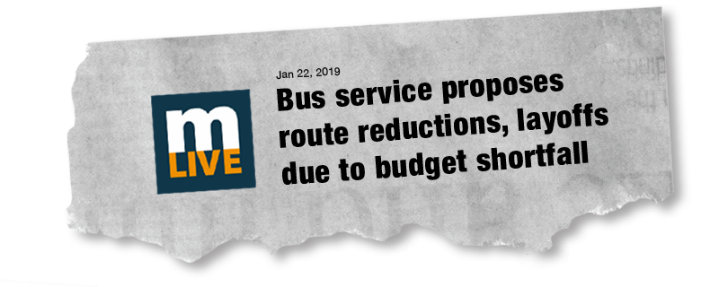 Jan 22, 2019
m
LIVE
Bus service proposes
route reductions, layoffs
due to budget shortfall